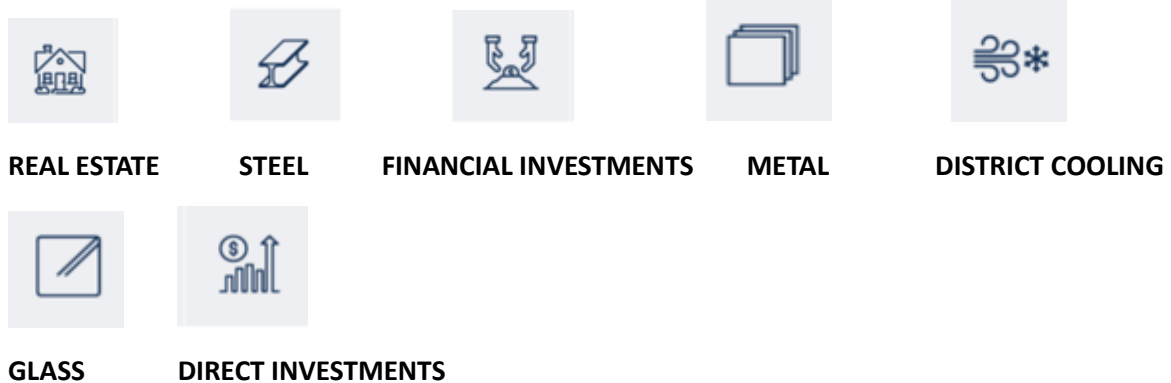 REAL ESTATE STEEL FINANCIAL INVESTMENTS METAL DISTRICT COOLING
GLASS DIRECT INVESTMENTS